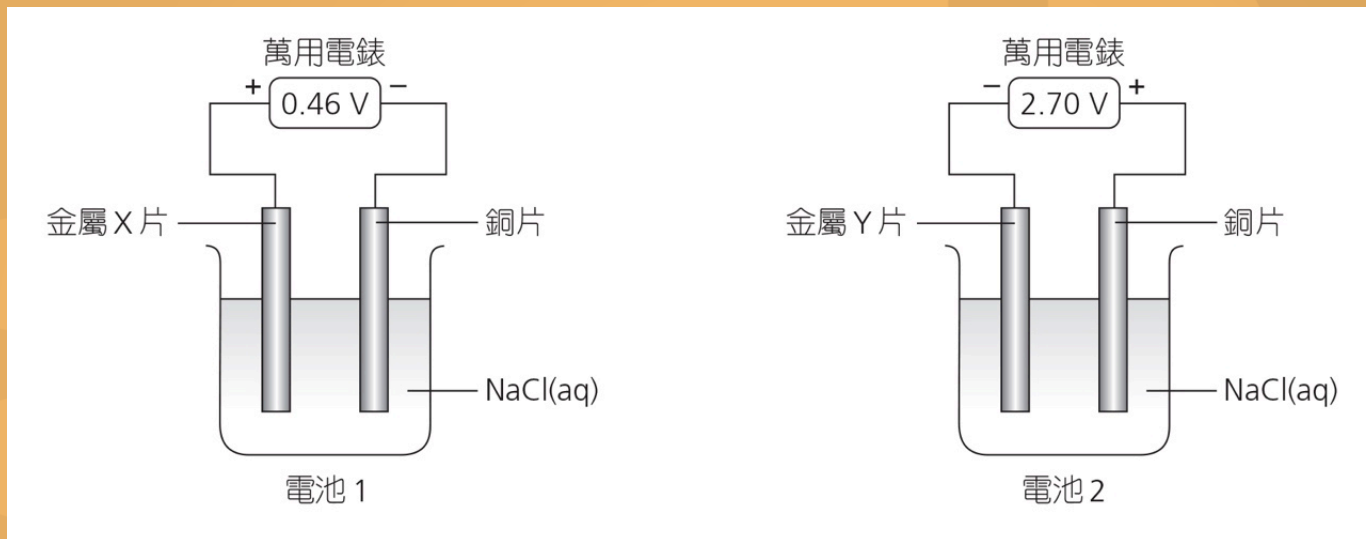 萬用電錶
+ 0.46 V −
金屬 X 片
銅片
NaCl(aq)
電池 1
萬用電錶
− 2.70 V +
金屬 Y 片
銅片
NaCl(aq)
電池 2